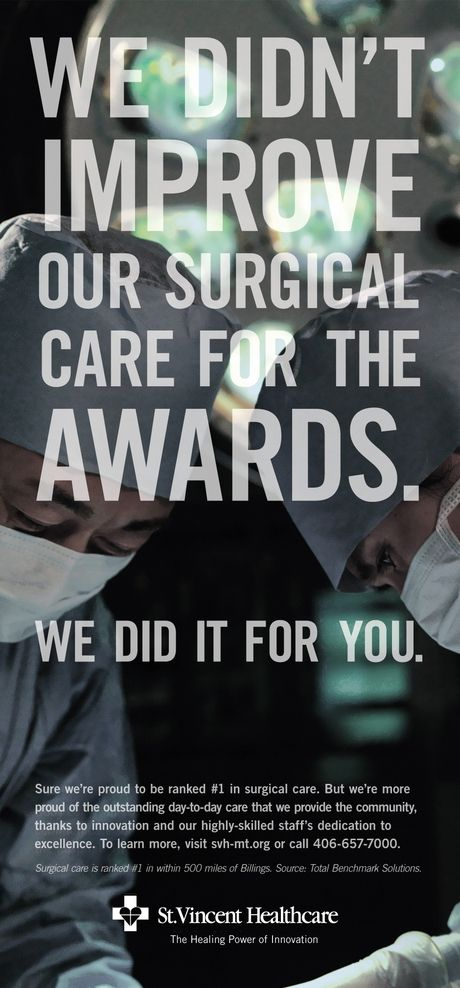 WE DIDN'T
IMPROVE
OUR SURGICAL
CARE FOR THE
AWARDS.
WE DID IT FOR YOU.
Sure we're proud to be ranked #1 in surgical care. But we're more
proud of the outstanding day-to-day care that we provide the community,
thanks to innovation and our highly-skilled staff's dedication to
excellence. To learn more, visit svh-mt.org or call 406-657-7000.
Surgical care is ranked #1 in within 500 miles of Billings. Source: Total Benchmark Solutions.
St.Vincent Healthcare
The Healing Power of Innovation